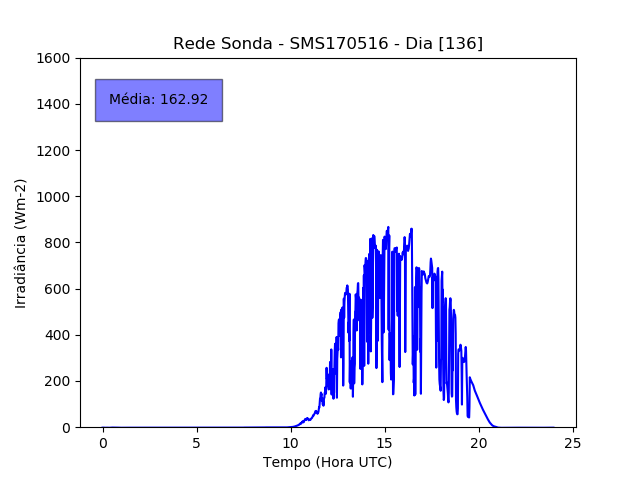 Rede Sonda - SMS170516 - Dia [136]
1600
1400
1200
1000
800
600
400
200
0
Média: 162.92
Irradiância (Wm-2)
0 5 10 15 20 25
Tempo (Hora UTC)